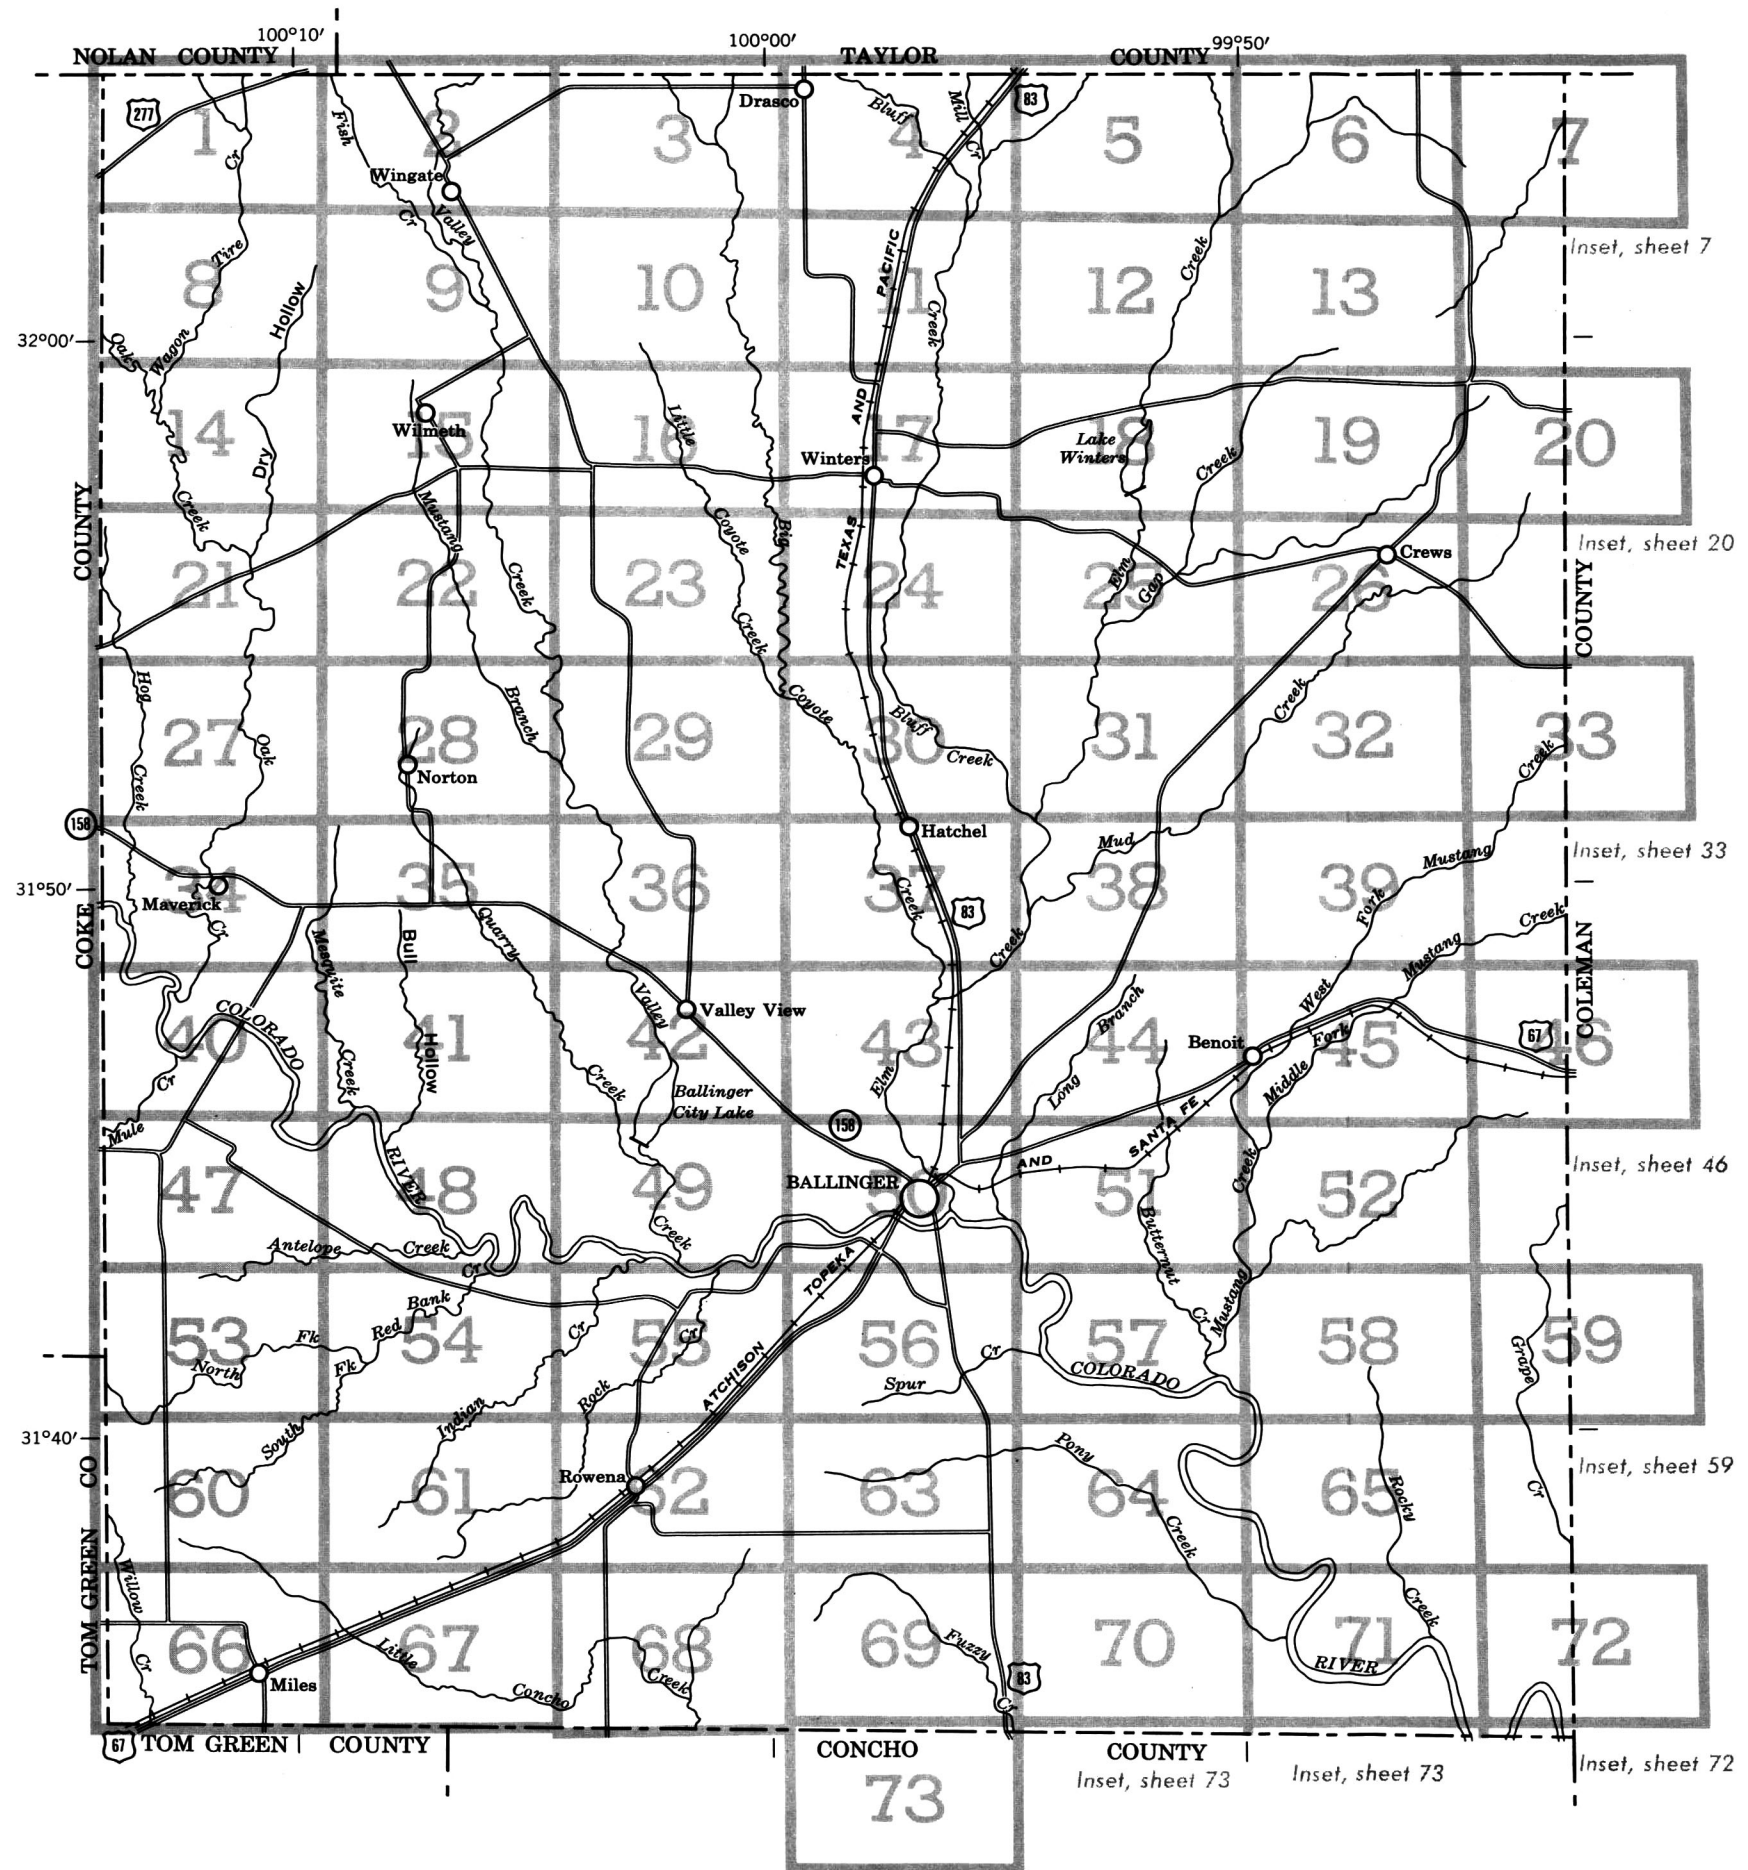 100°10′
100°00′
99°50′
NOLAN COUNTY
TAYLOR COUNTY
277
83
Drasco
Bluff
Mill
Cr
Fish
1
2
3
4
5
6
7
Cr
Wingate
Cr
Valley
Inset, sheet 7
Tire
PACIFIC
Creek
8
9
10
11
12
13
Hollow
Creek
32°00′
Oak
Wagon
AND
Little
14
15
16
17
18
19
20
Wilmeth
Lake
Winters
Winters
Creek
Dry
Creek
Mustang
Coyote
Big
TEXAS
Inset, sheet 20
COUNTY
Crews
21
22
23
24
25
26
Creek
Elm
Gap
Creek
COUNTY
Hog
Branch
Coyote
Bluff
Creek
Creek
27
28
29
30
31
32
33
Oak
Creek
Norton
Creek
158
Hatchel
Mud
Mustang
Inset, sheet 33
31°50′
34
35
36
37
38
39
Maverick
Cr
Creek
83
Fork
Creek
COKE
Mesquite
Bull
Quarry
Creek
Mustang
COLEMAN
COLORADO
Valley
Valley View
Branch
West
Fork
67
40
41
42
43
44
45
46
Benoit
Creek
Hollow
Creek
Ballinger
City Lake
Elm
Long
Middle
Cr
Mule
158
SANTA FE
AND
RIVER
Inset, sheet 46
BALLINGER
47
48
49
50
51
52
Creek
Butternut
Antelope
Creek
Creek
Cr
TOPEKA
Mustang
Cr
Bank
Red
Fk
Fk
North
53
54
55
56
57
58
59
Cr
Cr
Cr
COLORADO
Grape
Spur
ATCHISON
Rock
Indian
South
31°40′
Pony
Inset, sheet 59
CO
Rowena
60
61
62
63
64
65
Rocky
Cr
Creek
TOM GREEN
Willow
Cr
Creek
66
67
68
69
70
71
72
Little
Concho
Creek
Fuzzy
Cr
83
RIVER
Miles
67
TOM GREEN COUNTY
CONCHO COUNTY
Inset, sheet 73
Inset, sheet 73
Inset, sheet 72
73